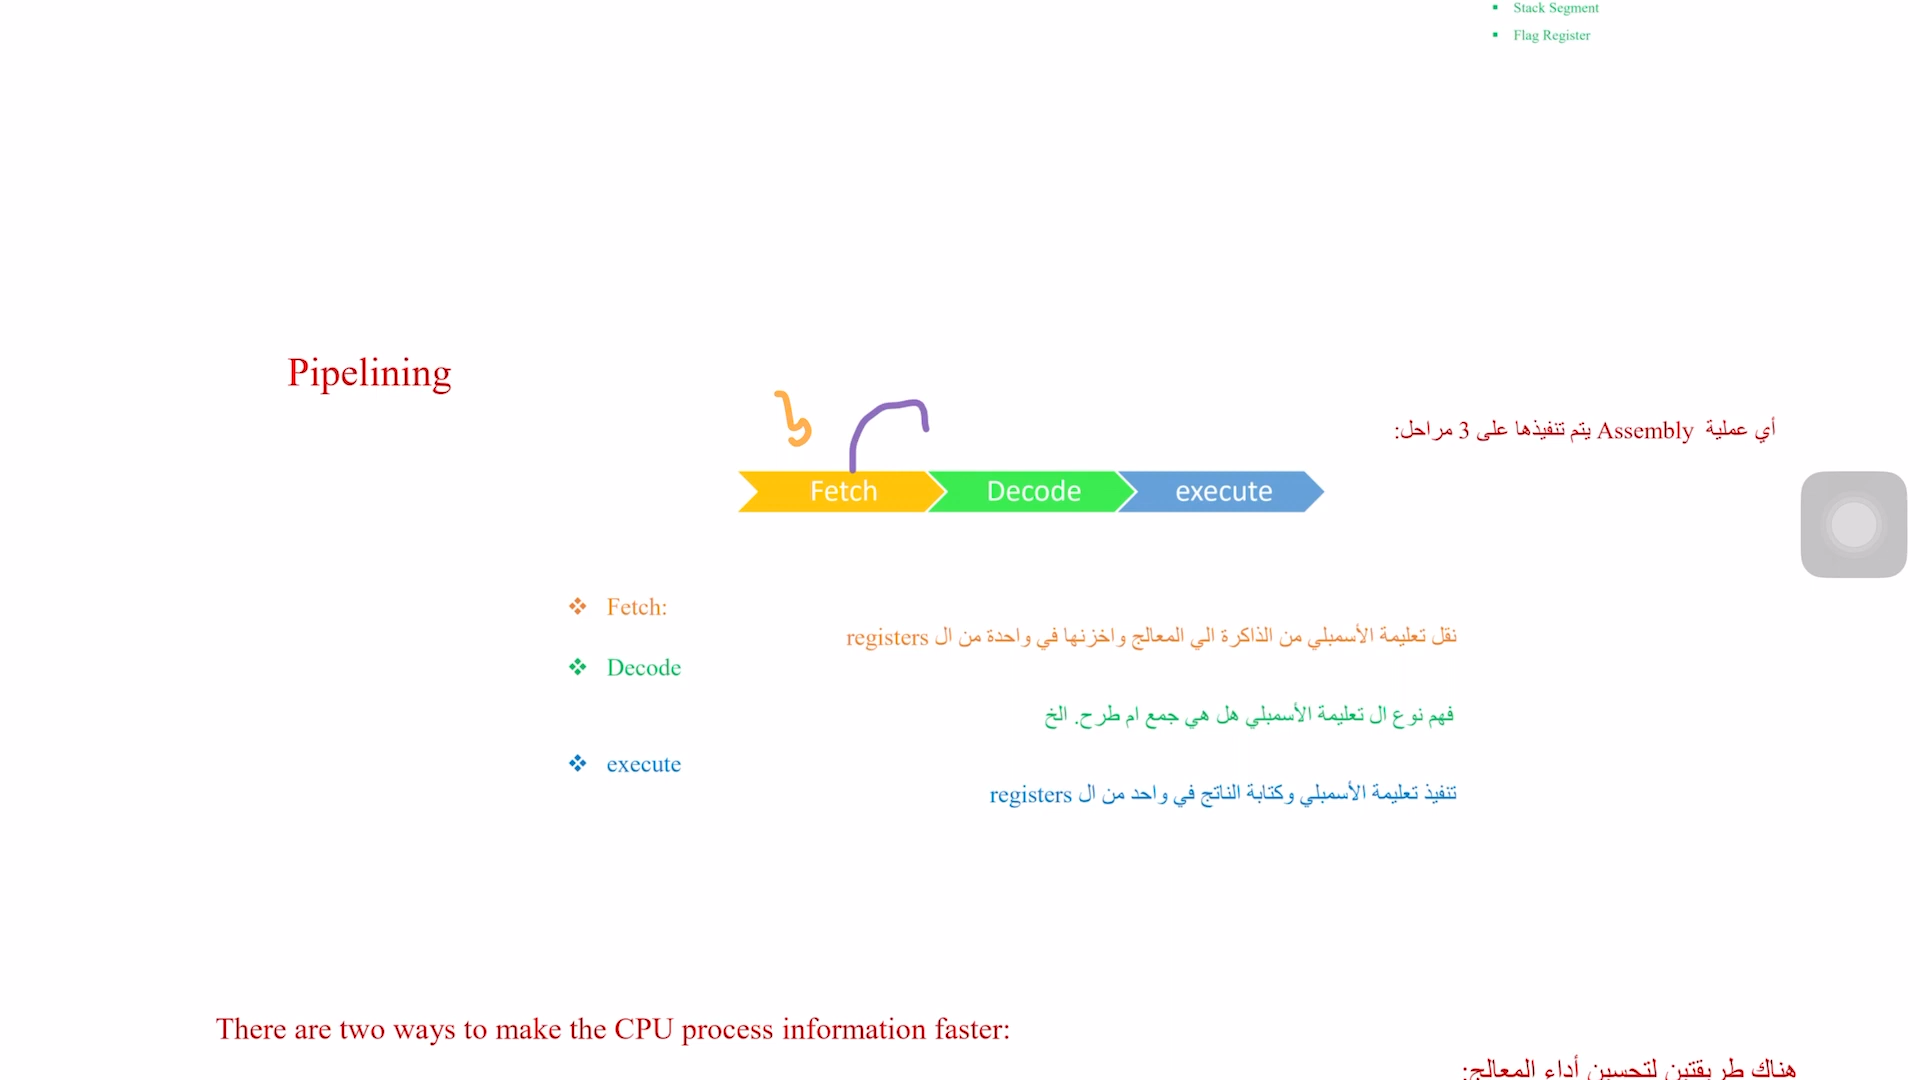 Stack Segment
Flag Register
Pipelining
أي عملية Assembly يتم تنفيذها على 3 مراحل:
Fetch Decode execute
Fetch:
نقل تعليمة الأسمبلي من الذاكرة الي المعالج واخزنها في واحدة من ال registers
Decode
فهم نوع ال تعليمة الأسمبلي هل هي جمع ام طرح. الخ
execute
تنفيذ تعليمة الأسمبلي وكتابة الناتج في واحد من ال registers
There are two ways to make the CPU process information faster:
هناك طريقتين لتحسين أداء المعالج: